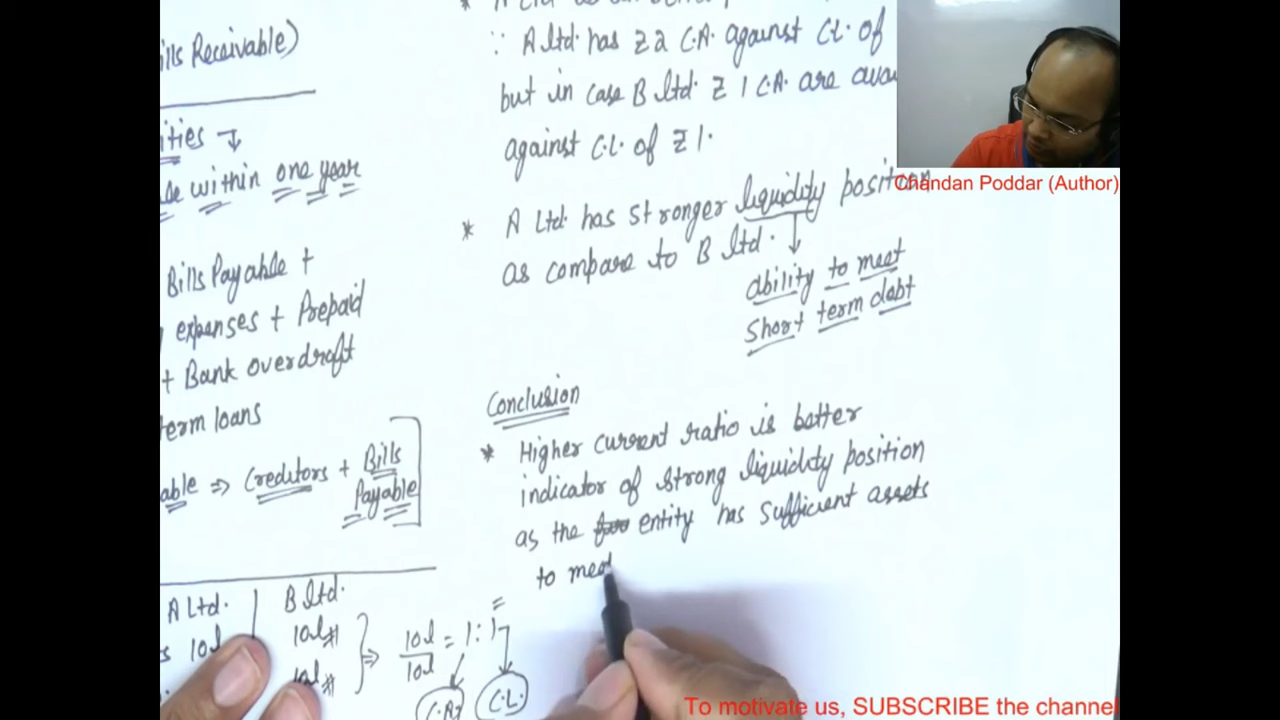 ills Receivable)
ities
within one year
Bills Payable +
expenses + Prepaid
+ Bank overdraft
term loans
able ⇒ Creditors + Bills
Payable
A Ltd. | B ltd.
s 10l 10l
10l
10l/10l = 1:1
C.A. C.L.
∵ A ltd. has ₹2 C.A. against C.L. of
but in case B ltd. ₹1 C.A. are avai
against C.L. of ₹1.
* A Ltd. has stronger liquidity position
as compare to B ltd.
ability to meet
short term debt
Conclusion
* Higher current ratio is better
indicator of strong liquidity position
as the entity has sufficient assets
to meet
Chandan Poddar (Author)
To motivate us, SUBSCRIBE the channel